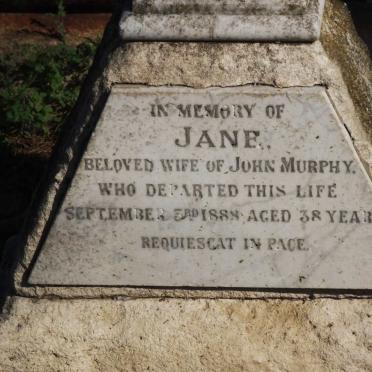 IN MEMORY OF
JANE,
BELOVED WIFE OF JOHN MURPHY,
WHO DEPARTED THIS LIFE
SEPTEMBER 3RD 1888 AGED 38 YEAR
REQUIESCAT IN PACE.